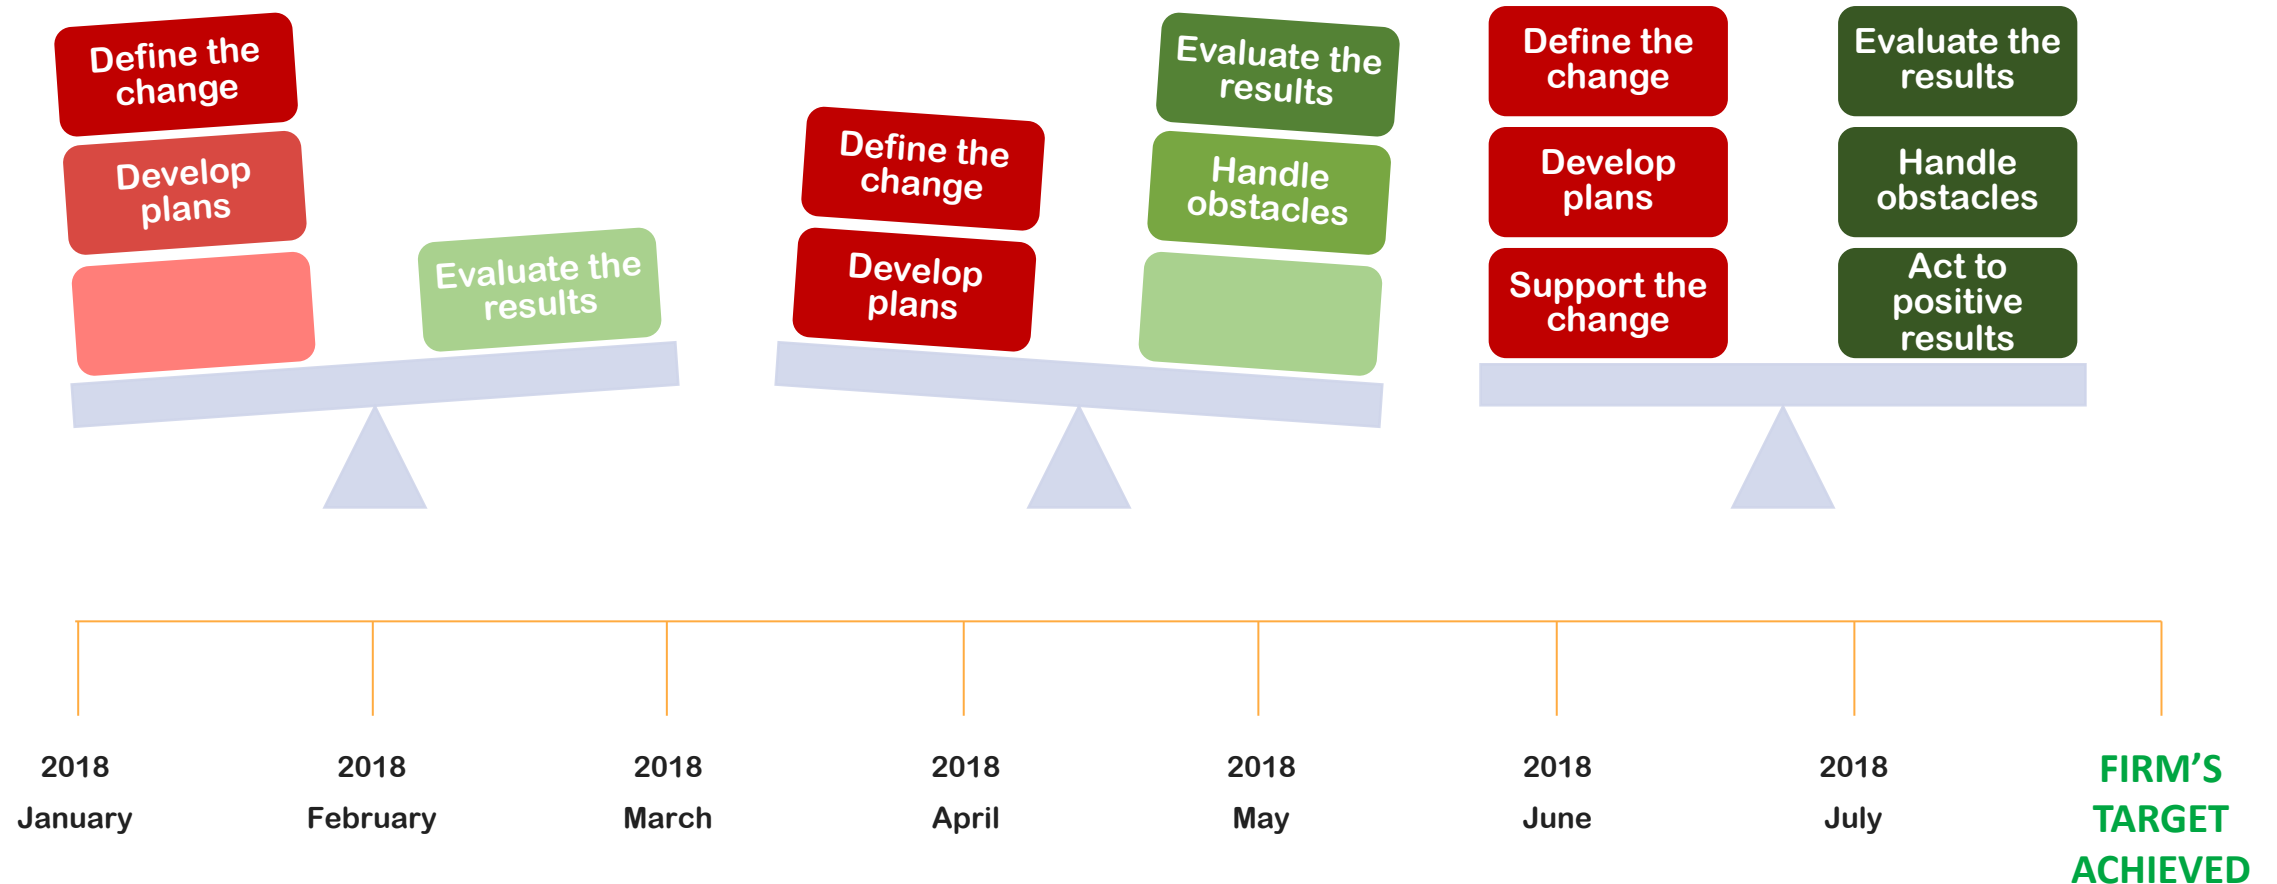 Define the
change
Develop
plans
Evaluate the
results
Define the
change
Develop
plans
Evaluate the
results
Handle
obstacles
Define the
change
Develop
plans
Support the
change
Evaluate the
results
Handle
obstacles
Act to
positive
results
2018
January
2018
February
2018
March
2018
April
2018
May
2018
June
2018
July
FIRM’S
TARGET
ACHIEVED